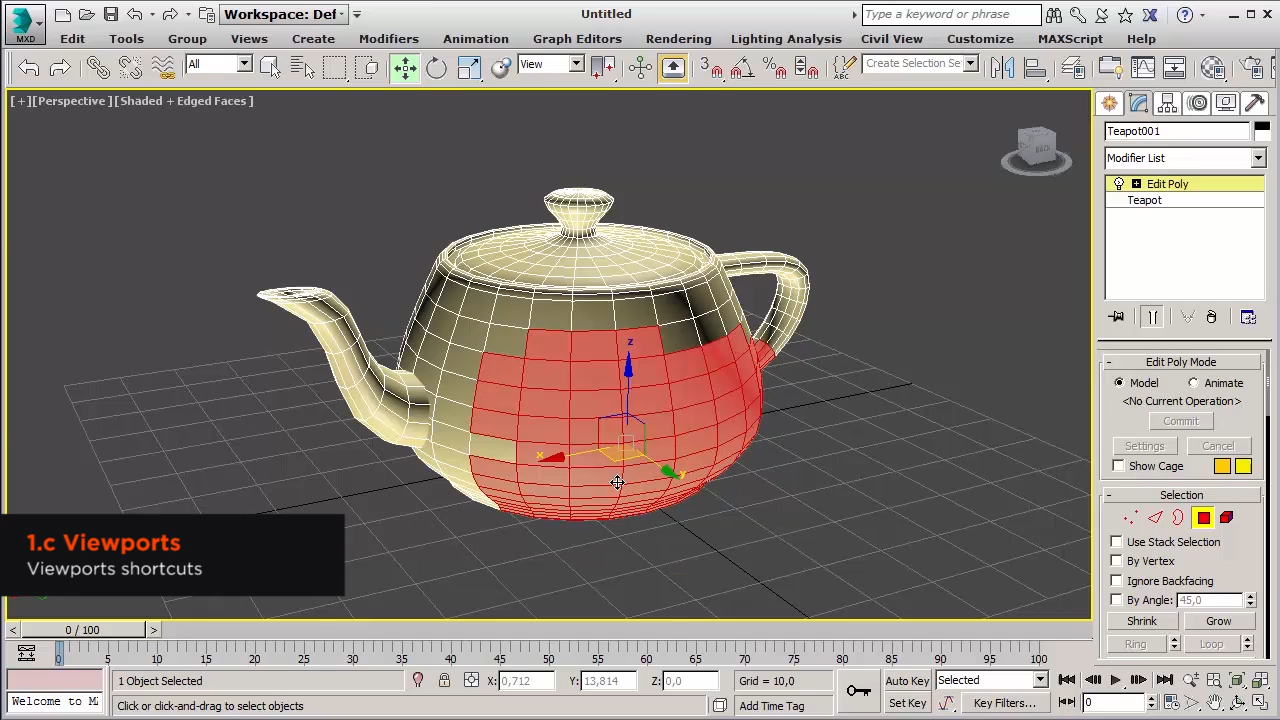 Workspace: Def
Untitled
Type a keyword or phrase
MXD
Edit Tools Group Views Create Modifiers Animation Graph Editors Rendering Lighting Analysis Civil View Customize MAXScript Help
All
View
3
Create Selection Se
[+][Perspective][Shaded + Edged Faces]
BACK
z
x
y
Teapot001
Modifier List
Edit Poly
Teapot
Edit Poly Mode
Model Animate
<No Current Operation>
Commit
Settings Cancel
Show Cage
Selection
Use Stack Selection
By Vertex
Ignore Backfacing
By Angle: 45,0
Shrink Grow
Ring Loop
1.c Viewports
Viewports shortcuts
< 0 / 100 >
0 5 10 15 20 25 30 35 40 45 50 55 60 65 70 75 80 85 90 95 100
1 Object Selected X: 0,712 Y: 13,814 Z: 0,0 Grid = 10,0 Auto Key Selected
Welcome to M Click or click-and-drag to select objects Add Time Tag Set Key Key Filters... 0